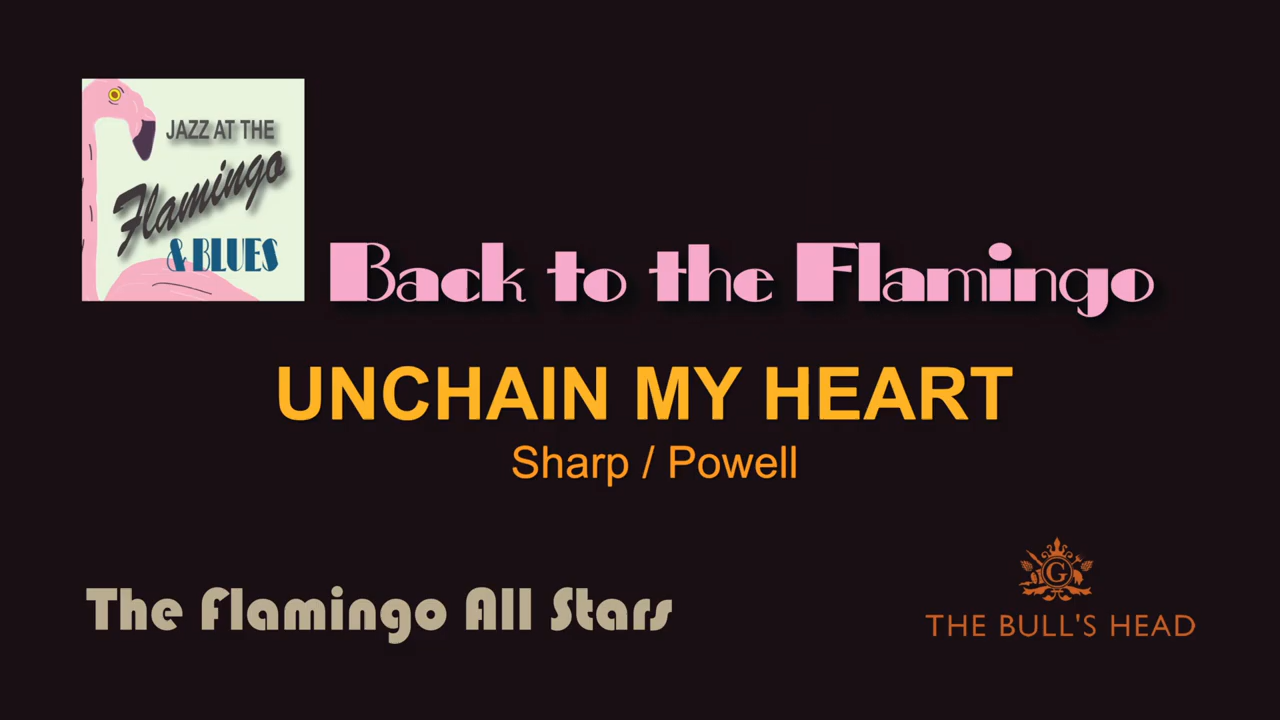 JAZZ AT THE
Flamingo
& BLUES
Back to the Flamingo
UNCHAIN MY HEART
Sharp / Powell
The Flamingo All Stars
G
THE BULL'S HEAD